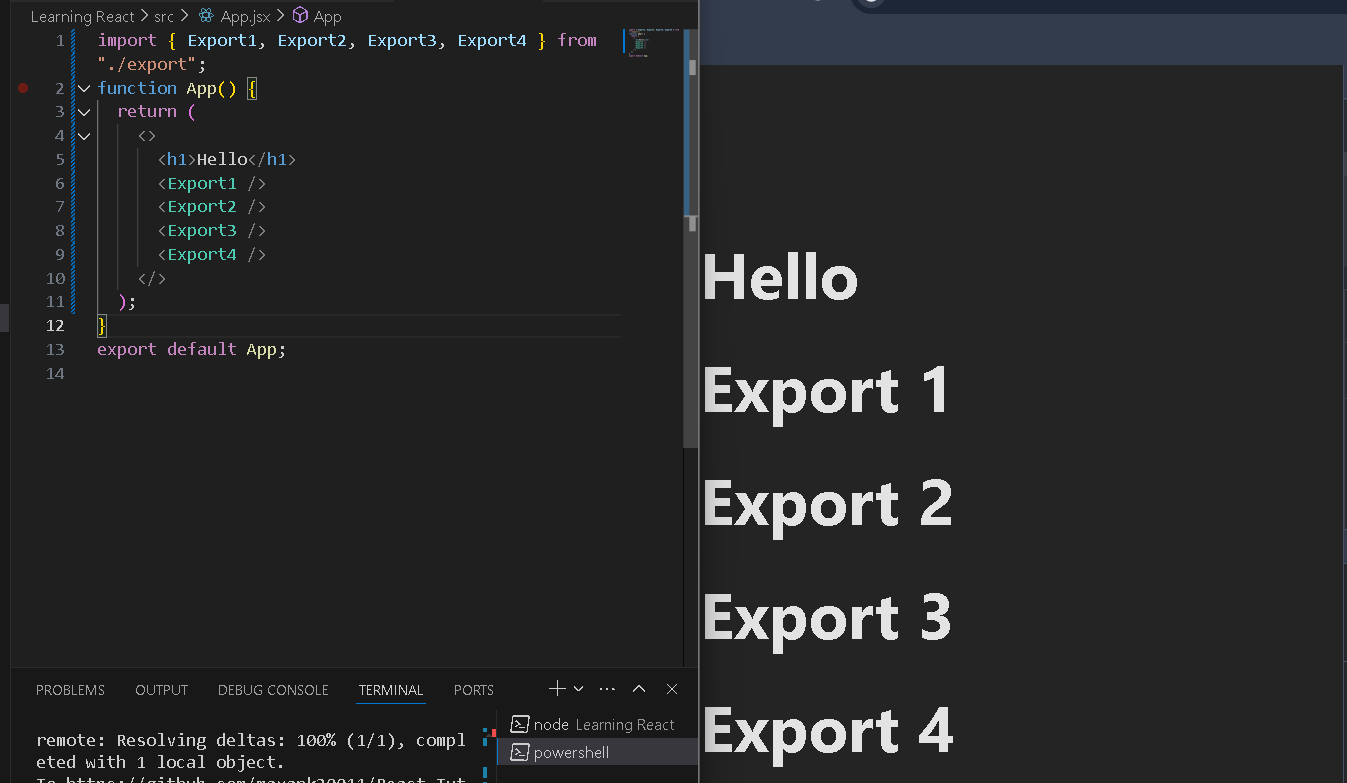 Learning React > src > App.jsx > App
1 import { Export1, Export2, Export3, Export4 } from
"./export";
2 function App() {
3 return (
4 <>
5 <h1>Hello</h1>
6 <Export1 />
7 <Export2 />
8 <Export3 />
9 <Export4 />
10 </>
11 );
12 }
13 export default App;
14
PROBLEMS OUTPUT DEBUG CONSOLE TERMINAL PORTS
remote: Resolving deltas: 100% (1/1), compl
eted with 1 local object.
node Learning React
powershell
Hello
Export 1
Export 2
Export 3
Export 4